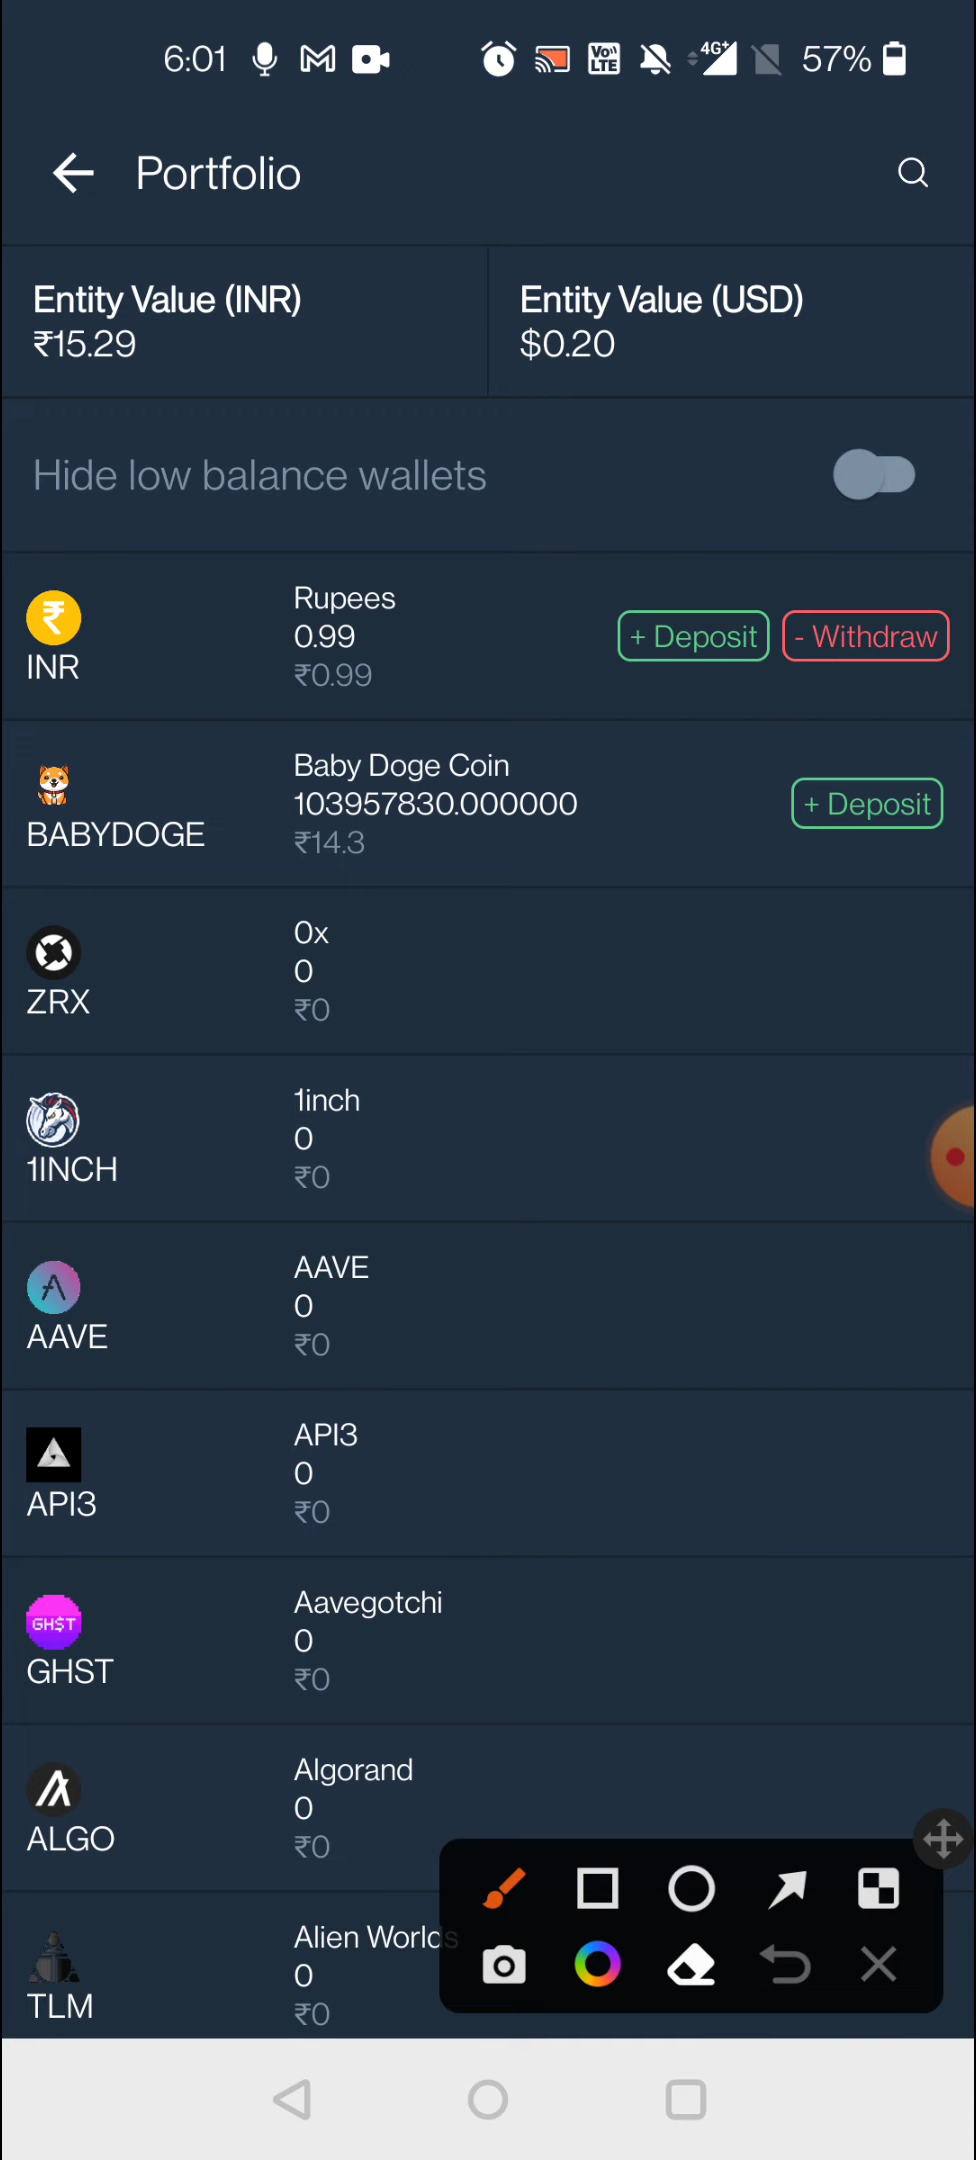 6:01
4G+
VoLTE
57%
Portfolio
Entity Value (INR)
₹15.29
Entity Value (USD)
$0.20
Hide low balance wallets
INR
Rupees
0.99
₹0.99
+ Deposit
- Withdraw
BABYDOGE
Baby Doge Coin
103957830.000000
₹14.3
+ Deposit
ZRX
0x
0
₹0
1INCH
1inch
0
₹0
AAVE
AAVE
0
₹0
API3
API3
0
₹0
GH$T
GHST
Aavegotchi
0
₹0
ALGO
Algorand
0
₹0
TLM
Alien Worlds
0
₹0